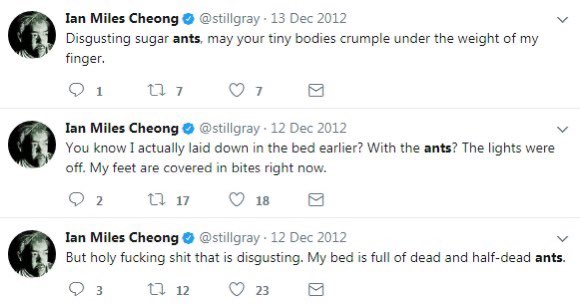 Ian Miles Cheong @stillgray · 13 Dec 2012
Disgusting sugar ants, may your tiny bodies crumple under the weight of my
finger.
1 7 7
Ian Miles Cheong @stillgray · 12 Dec 2012
You know I actually laid down in the bed earlier? With the ants? The lights were
off. My feet are covered in bites right now.
2 17 18
Ian Miles Cheong @stillgray · 12 Dec 2012
But holy fucking shit that is disgusting. My bed is full of dead and half-dead ants.
3 12 23